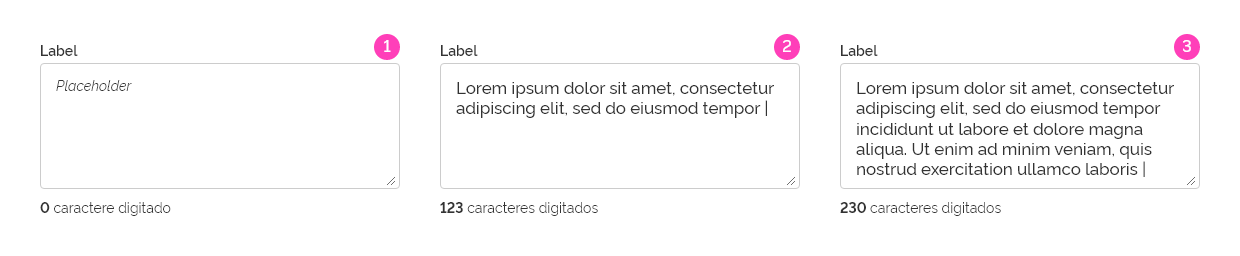 Label
1
Placeholder
0 caractere digitado
Label
2
Lorem ipsum dolor sit amet, consectetur
adipiscing elit, sed do eiusmod tempor |
123 caracteres digitados
Label
3
Lorem ipsum dolor sit amet, consectetur
adipiscing elit, sed do eiusmod tempor
incididunt ut labore et dolore magna
aliqua. Ut enim ad minim veniam, quis
nostrud exercitation ullamco laboris |
230 caracteres digitados